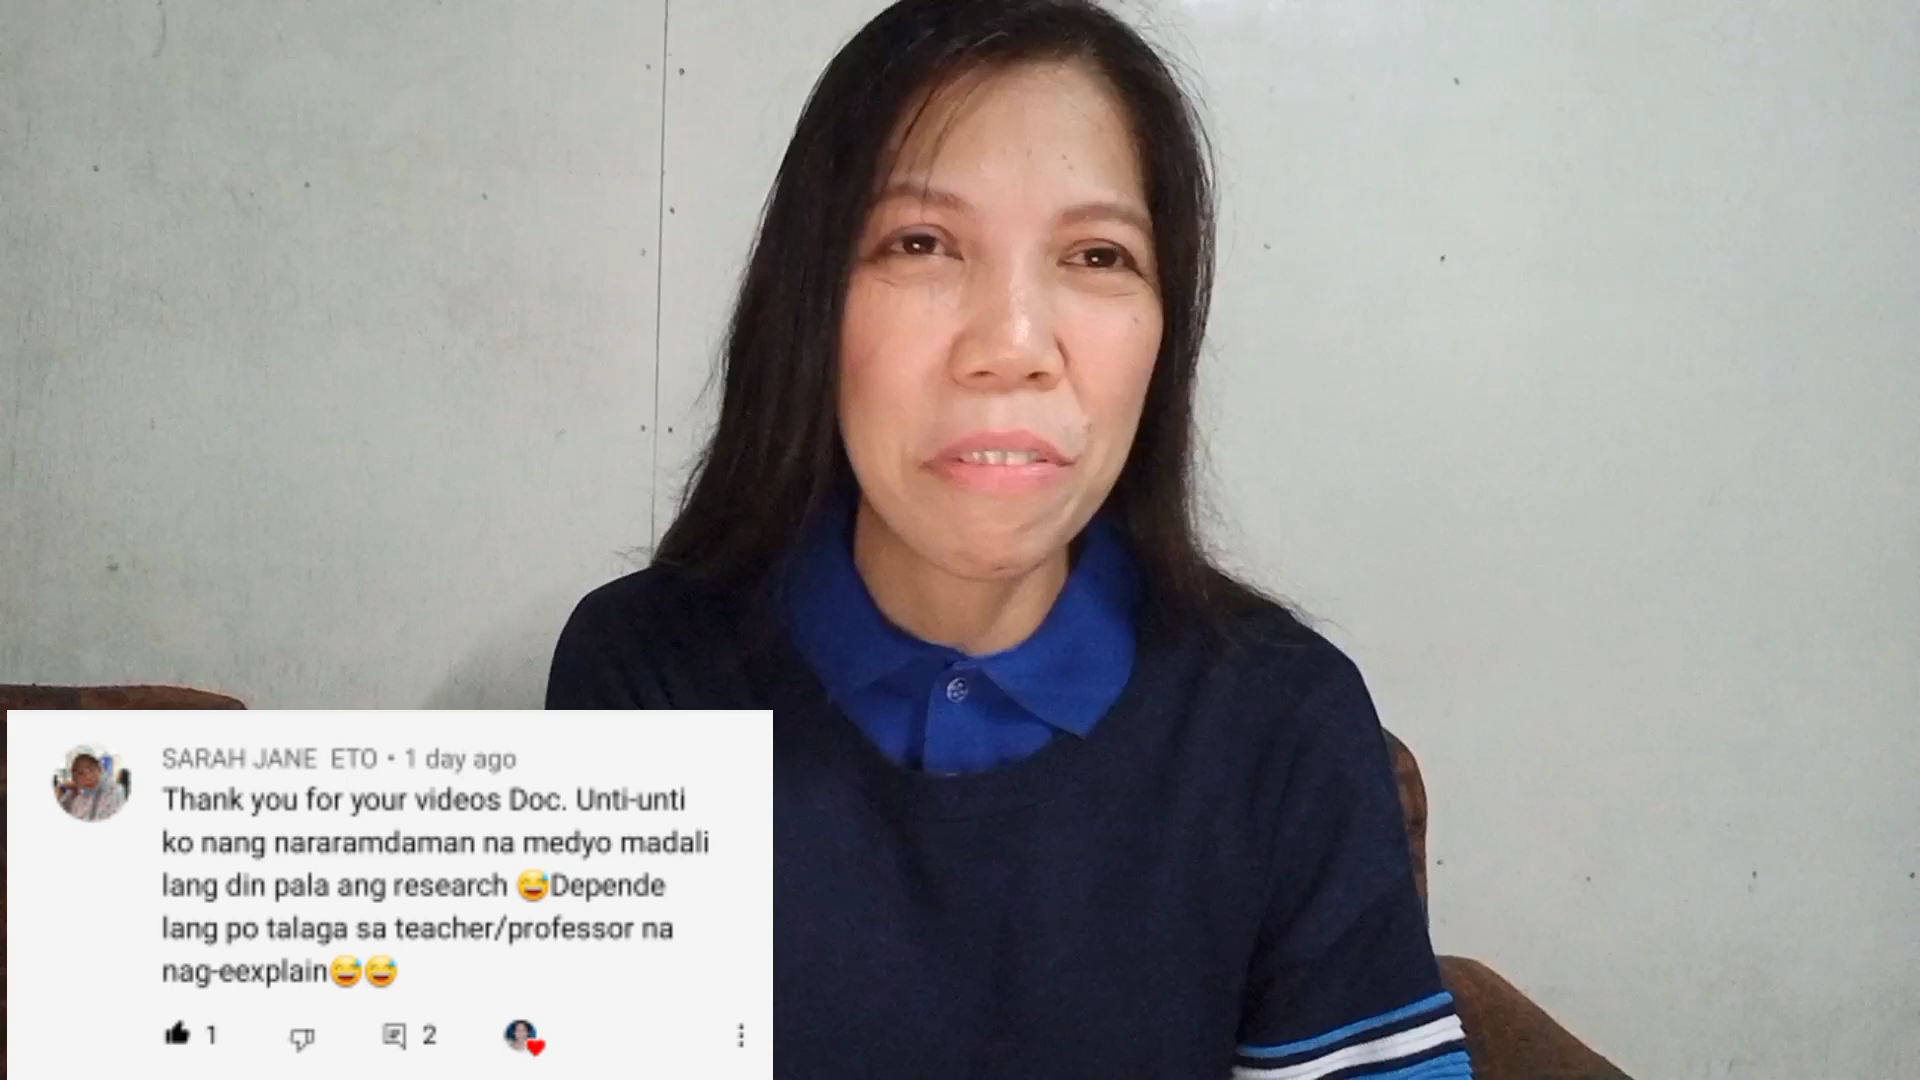 SARAH JANE ETO • 1 day ago
Thank you for your videos Doc. Unti-unti
ko nang nararamdaman na medyo madali
lang din pala ang research 😅Depende
lang po talaga sa teacher/professor na
nag-eexplain😅😅
1 2